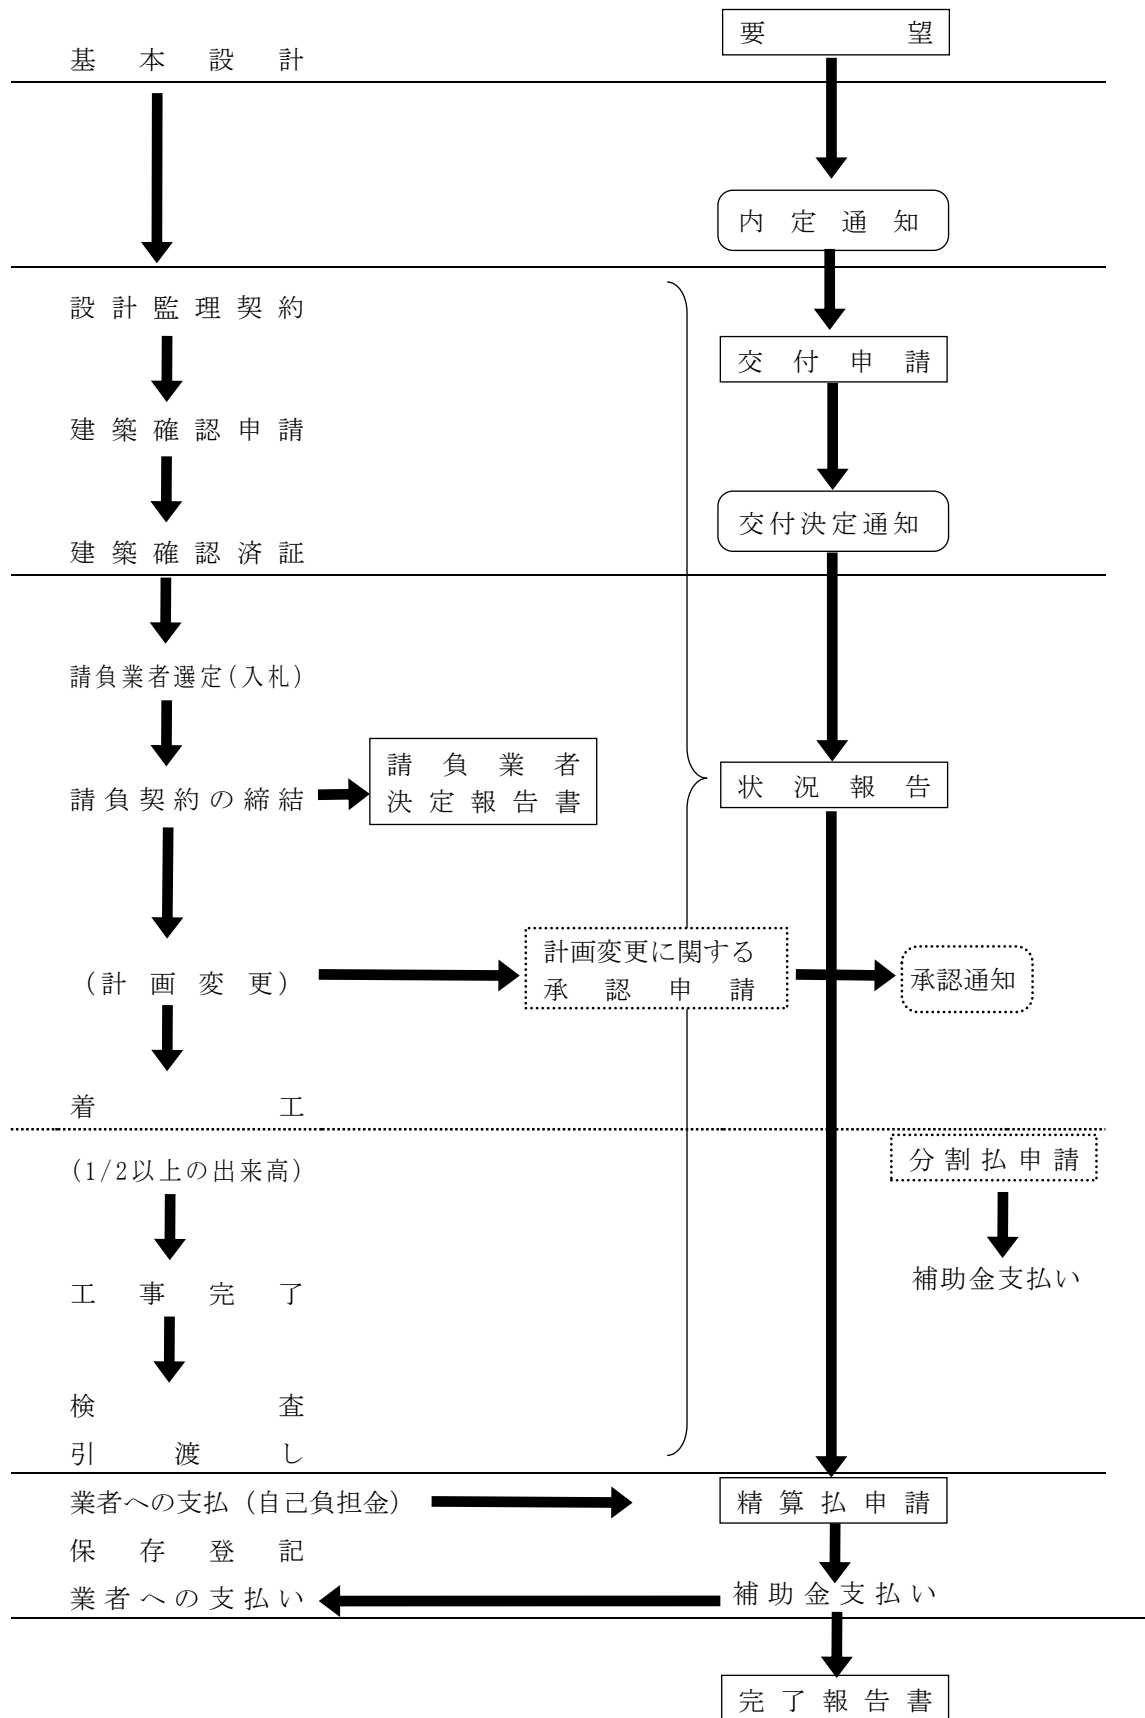 要望
基本設計
内定通知
設計監理契約
交付申請
建築確認申請
交付決定通知
建築確認済証
請負業者選定(入札)
請負業者
決定報告書
請負契約の締結
状況報告
計画変更に関する
承認申請
(計画変更)
承認通知
着工
(1/2以上の出来高)
分割払申請
工事完了
補助金支払い
検査
引渡し
業者への支払(自己負担金)
精算払申請
保存登記
業者への支払い
補助金支払い
完了報告書